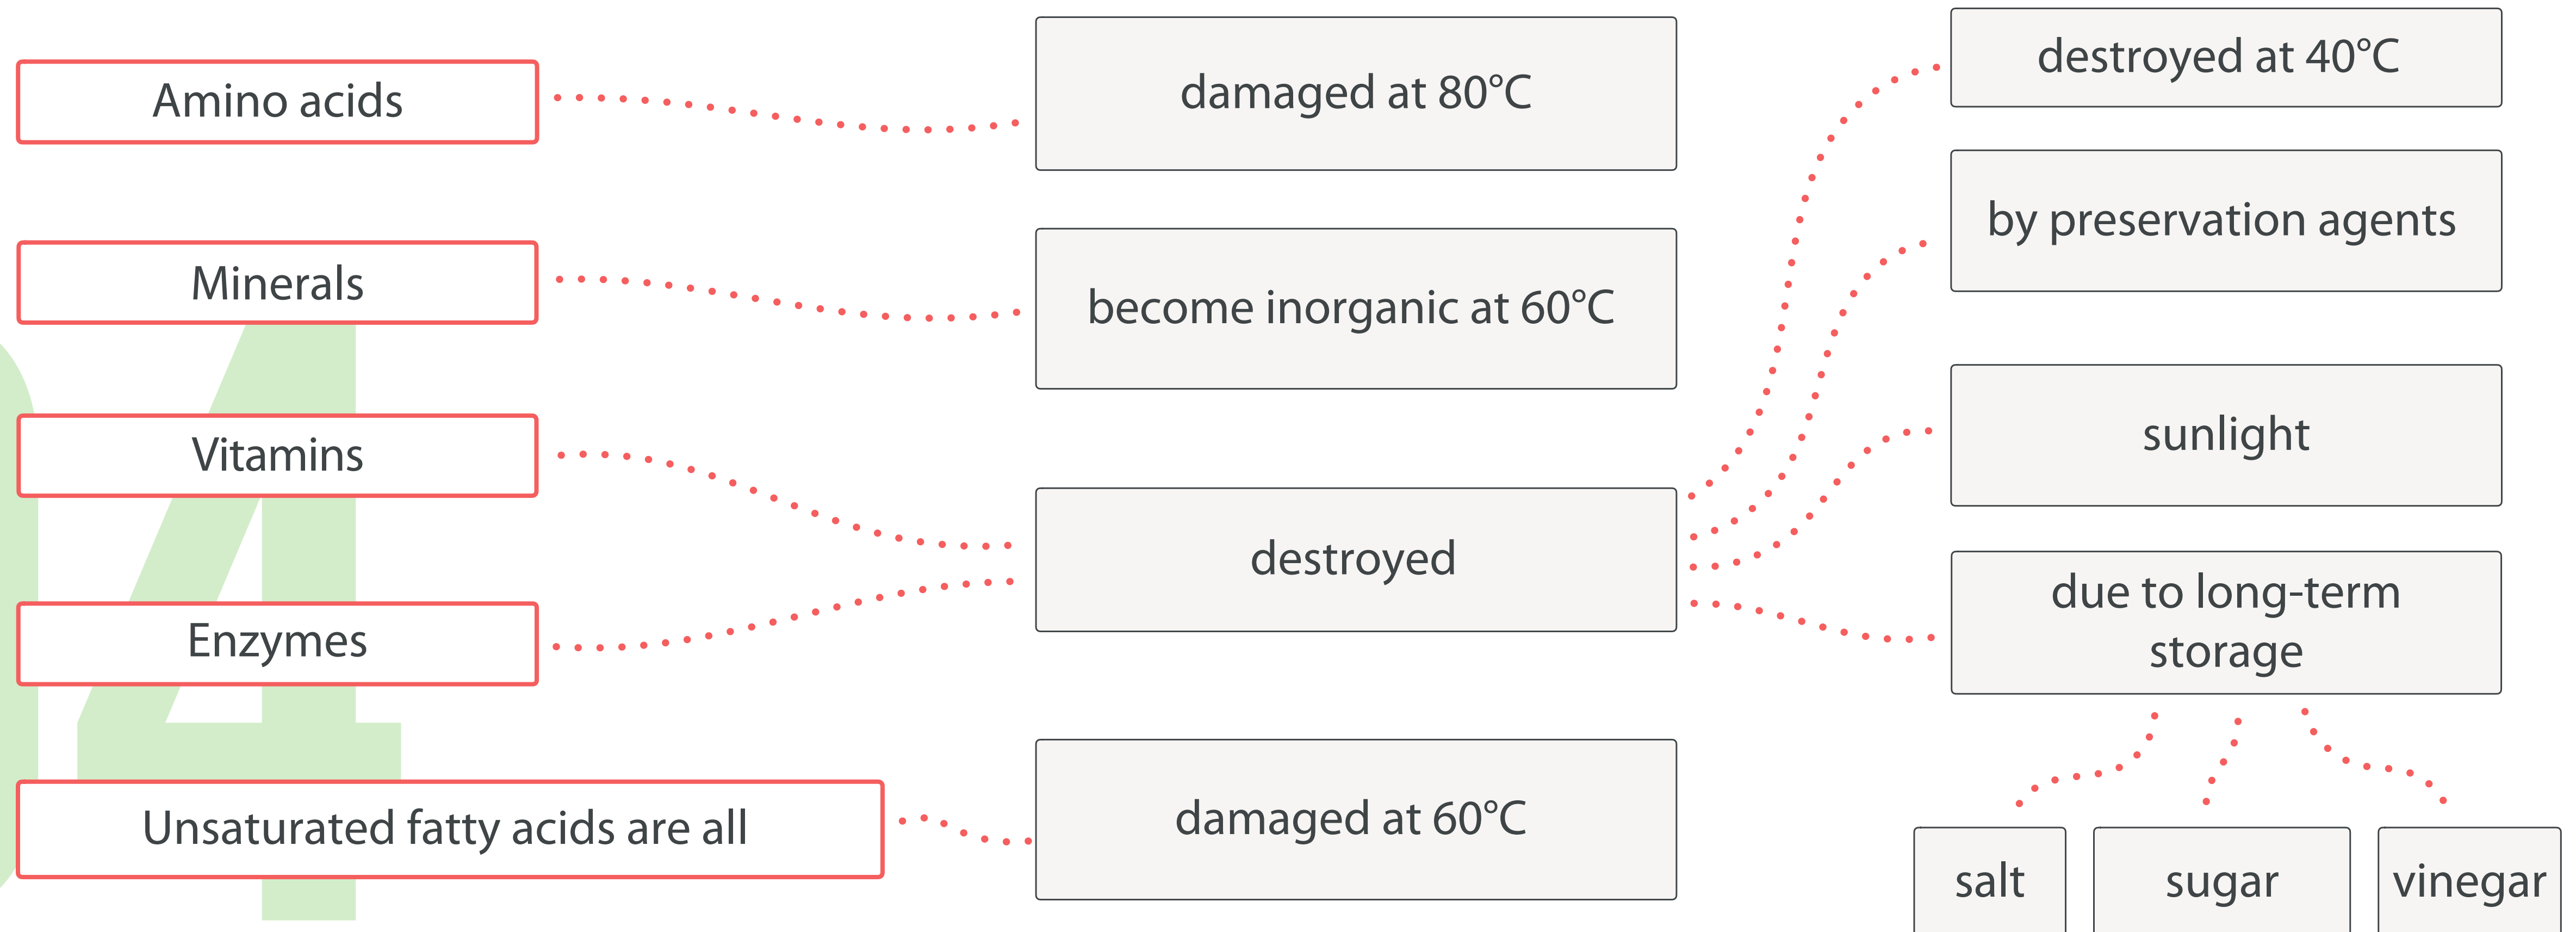 Amino acids
damaged at 80°C
Minerals
become inorganic at 60°C
Vitamins
Enzymes
destroyed
Unsaturated fatty acids are all
damaged at 60°C
destroyed at 40°C
by preservation agents
sunlight
due to long-term
storage
salt
sugar
vinegar
4